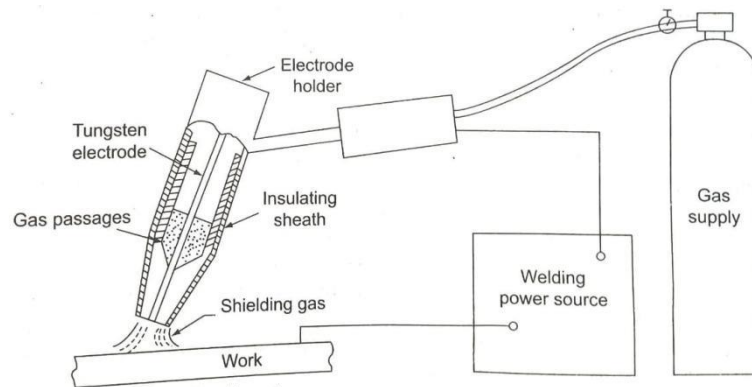 Electrode
holder
Tungsten
electrode
Gas passages
Insulating
sheath
Gas
supply
Welding
power source
Shielding gas
Work